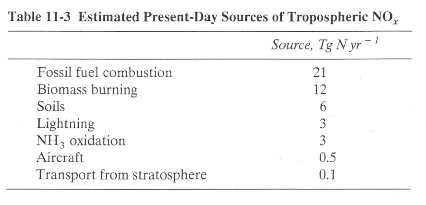 Table 11-3 Estimated Present-Day Sources of Tropospheric NOₓ
Source, Tg N yr⁻¹
Fossil fuel combustion 21
Biomass burning 12
Soils 6
Lightning 3
NH₃ oxidation 3
Aircraft 0.5
Transport from stratosphere 0.1